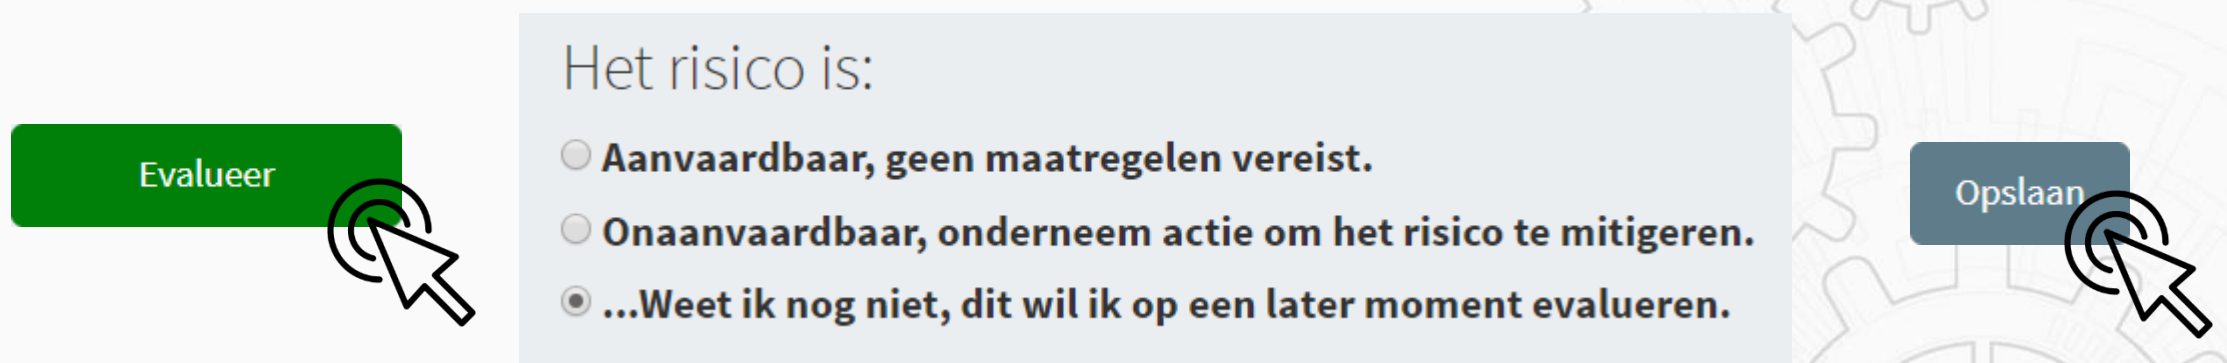 Evalueer
Het risico is:
Aanvaardbaar, geen maatregelen vereist.
Onaanvaardbaar, onderneem actie om het risico te mitigeren.
...Weet ik nog niet, dit wil ik op een later moment evalueren.
Opslaan